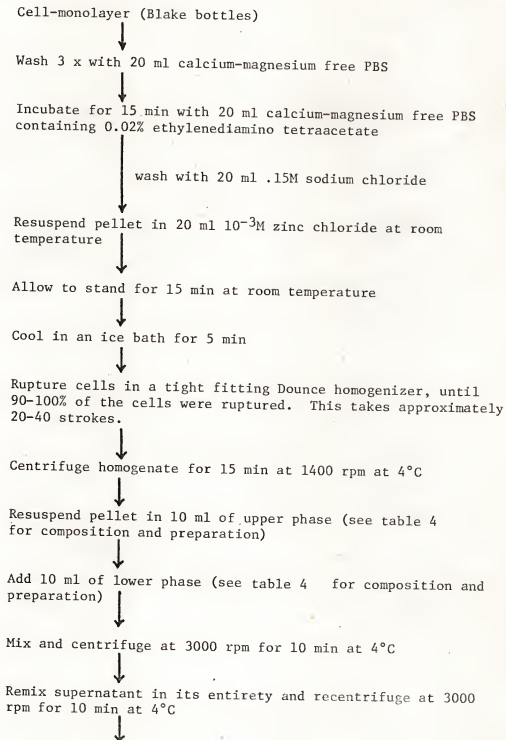 Cell-monolayer (Blake bottles)
Wash 3 x with 20 ml calcium-magnesium free PBS
Incubate for 15 min with 20 ml calcium-magnesium free PBS
containing 0.02% ethylenediamino tetraacetate
wash with 20 ml .15M sodium chloride
Resuspend pellet in 20 ml 10⁻³M zinc chloride at room
temperature
Allow to stand for 15 min at room temperature
Cool in an ice bath for 5 min
Rupture cells in a tight fitting Dounce homogenizer, until
90-100% of the cells were ruptured. This takes approximately
20-40 strokes.
Centrifuge homogenate for 15 min at 1400 rpm at 4°C
Resuspend pellet in 10 ml of upper phase (see table 4
for composition and preparation)
Add 10 ml of lower phase (see table 4 for composition and
preparation)
Mix and centrifuge at 3000 rpm for 10 min at 4°C
Remix supernatant in its entirety and recentrifuge at 3000
rpm for 10 min at 4°C